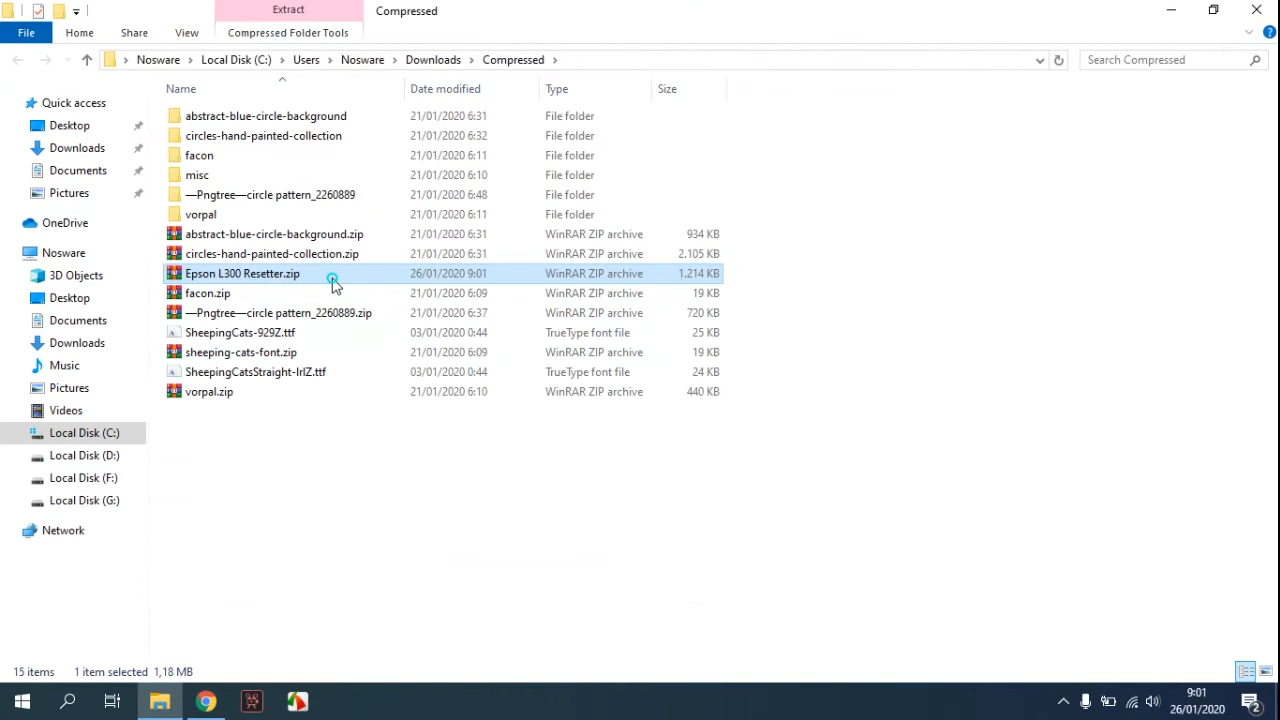 Extract
Compressed
File
Home
Share
View
Compressed Folder Tools
Nosware
Local Disk (C:)
Users
Nosware
Downloads
Compressed
Search Compressed
Name
Date modified
Type
Size
Quick access
Desktop
Downloads
Documents
Pictures
OneDrive
Nosware
3D Objects
Desktop
Documents
Downloads
Music
Pictures
Videos
Local Disk (C:)
Local Disk (D:)
Local Disk (F:)
Local Disk (G:)
Network
abstract-blue-circle-background 21/01/2020 6:31 File folder
circles-hand-painted-collection 21/01/2020 6:32 File folder
facon 21/01/2020 6:11 File folder
misc 21/01/2020 6:10 File folder
—Pngtree—circle pattern_2260889 21/01/2020 6:48 File folder
vorpal 21/01/2020 6:11 File folder
abstract-blue-circle-background.zip 21/01/2020 6:31 WinRAR ZIP archive 934 KB
circles-hand-painted-collection.zip 21/01/2020 6:31 WinRAR ZIP archive 2.105 KB
Epson L300 Resetter.zip 26/01/2020 9:01 WinRAR ZIP archive 1.214 KB
facon.zip 21/01/2020 6:09 WinRAR ZIP archive 19 KB
—Pngtree—circle pattern_2260889.zip 21/01/2020 6:37 WinRAR ZIP archive 720 KB
SheepingCats-929Z.ttf 03/01/2020 0:44 TrueType font file 25 KB
sheeping-cats-font.zip 21/01/2020 6:09 WinRAR ZIP archive 19 KB
SheepingCatsStraight-IrlZ.ttf 03/01/2020 0:44 TrueType font file 24 KB
vorpal.zip 21/01/2020 6:10 WinRAR ZIP archive 440 KB
15 items 1 item selected 1,18 MB
9:01
26/01/2020
2